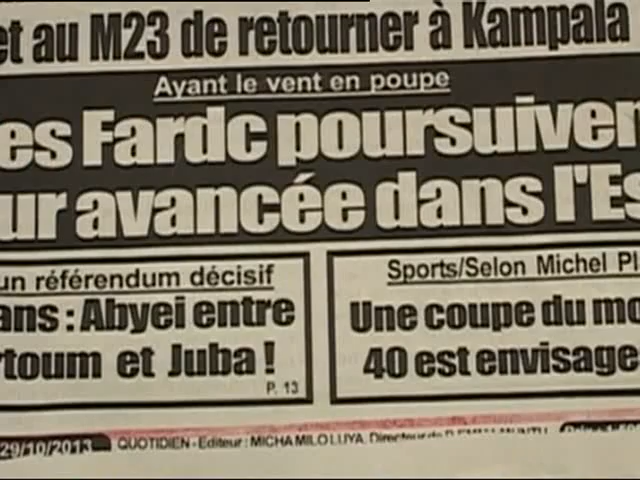 et au M23 de retourner à Kampala
Ayant le vent en poupe
es Fardc poursuiven
ur avancée dans l'Es
un référendum décisif
ans : Abyei entre
rtoum et Juba !
P. 13
Sports/Selon Michel Pl
Une coupe du mo
40 est envisage
29/10/2013
QUOTIDIEN - Editeur : MICHA MILO LUYA, Directeur de